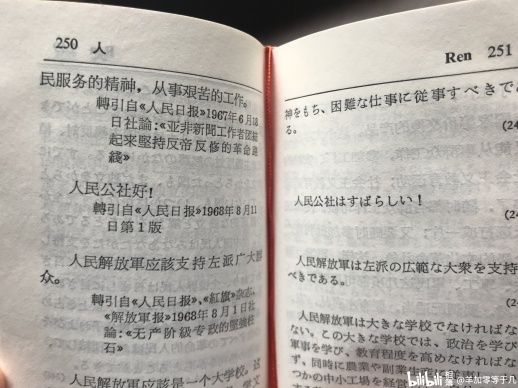 250 人
民服务的精神，从事艰苦的工作。
轉引自《人民日报》1967年6月18
日社論：《亚非新聞工作者团結
起来堅持反帝反修的革命路
綫》
人民公社好！
轉引自《人民日报》1968年8月11
日第1版
人民解放軍应該支持左派广大群
众。
轉引自《人民日报》、《紅旗》杂志、
《解放軍报》1968年8月1日社
論：《无产阶级专政的堅強柱
石》
人民解放軍应該是一个大学校。这
Ren 251
神をもち、困難な仕事に従事すべきで
る。
(24
人民公社はすばらしい！
(24
人民解放軍は左派の広範な大衆を支持
べきである。
人民解放軍は大きな学校でなければな
ない。この大きな学校では、政治を学び
軍事を学び、教育程度を高めなければな
ず、同時に農業や副業
つかの中小工場を経
bilibili
@羊加零等于几